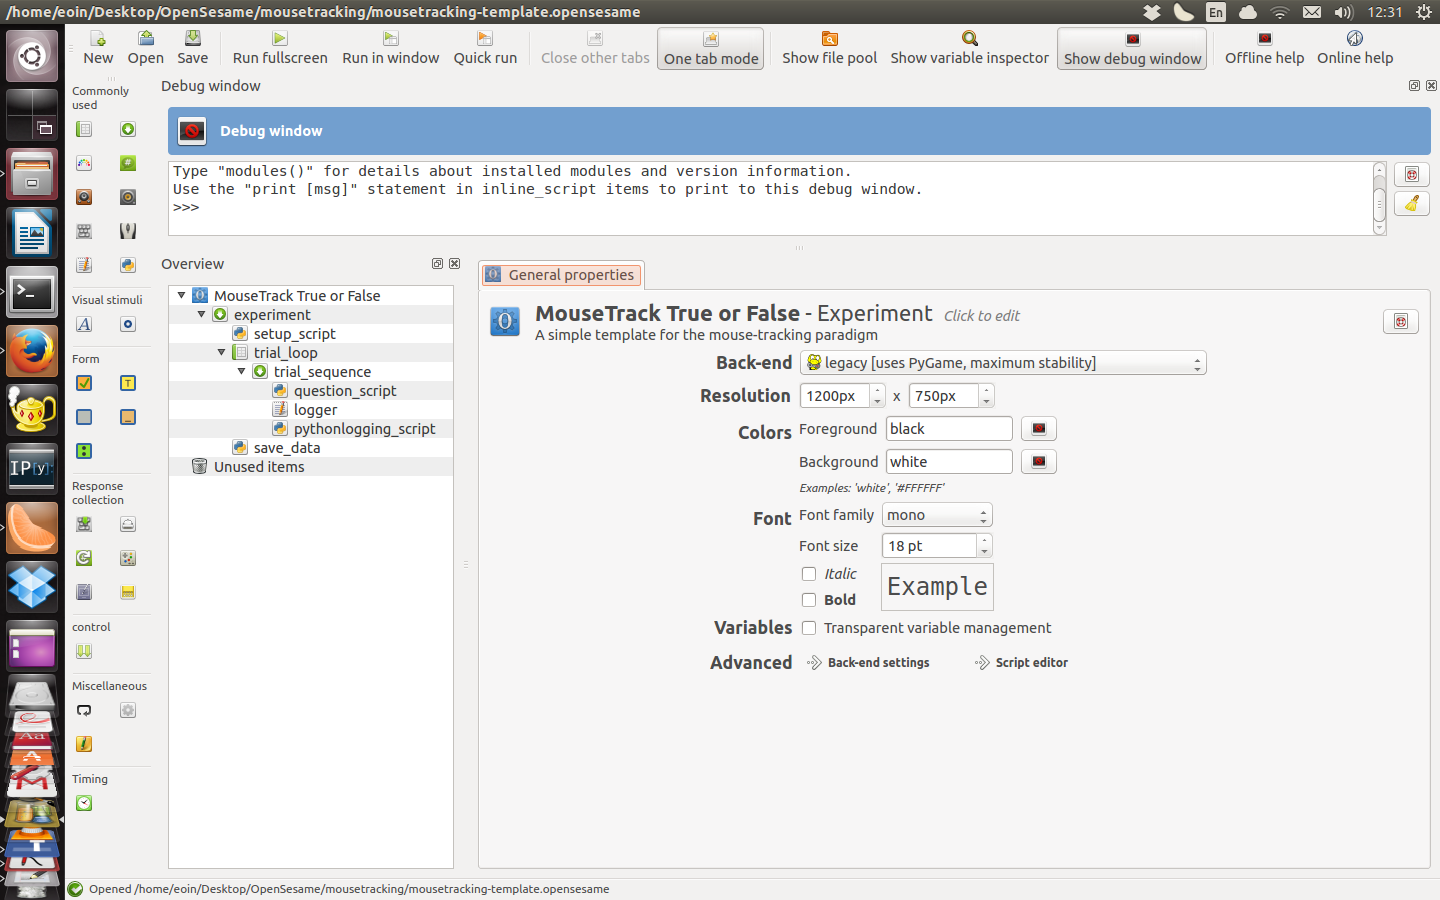 /home/eoin/Desktop/OpenSesame/mousetracking/mousetracking-template.opensesame
En
12:31
New
Open
Save
Run fullscreen
Run in window
Quick run
Close other tabs
One tab mode
Show file pool
Show variable inspector
Show debug window
Offline help
Online help
Commonly
used
Debug window
Debug window
Type "modules()" for details about installed modules and version information.
Use the "print [msg]" statement in inline_script items to print to this debug window.
>>>
Visual stimuli
Form
Response
collection
control
Miscellaneous
Timing
Overview
MouseTrack True or False
experiment
setup_script
trial_loop
trial_sequence
question_script
logger
pythonlogging_script
save_data
Unused items
General properties
MouseTrack True or False - Experiment Click to edit
A simple template for the mouse-tracking paradigm
Back-end legacy [uses PyGame, maximum stability]
Resolution 1200px x 750px
Colors Foreground black
Background white
Examples: 'white', '#FFFFFF'
Font Font family mono
Font size 18 pt
Italic
Bold
Example
Variables Transparent variable management
Advanced Back-end settings Script editor
IP[y]:
Aa
Opened /home/eoin/Desktop/OpenSesame/mousetracking/mousetracking-template.opensesame